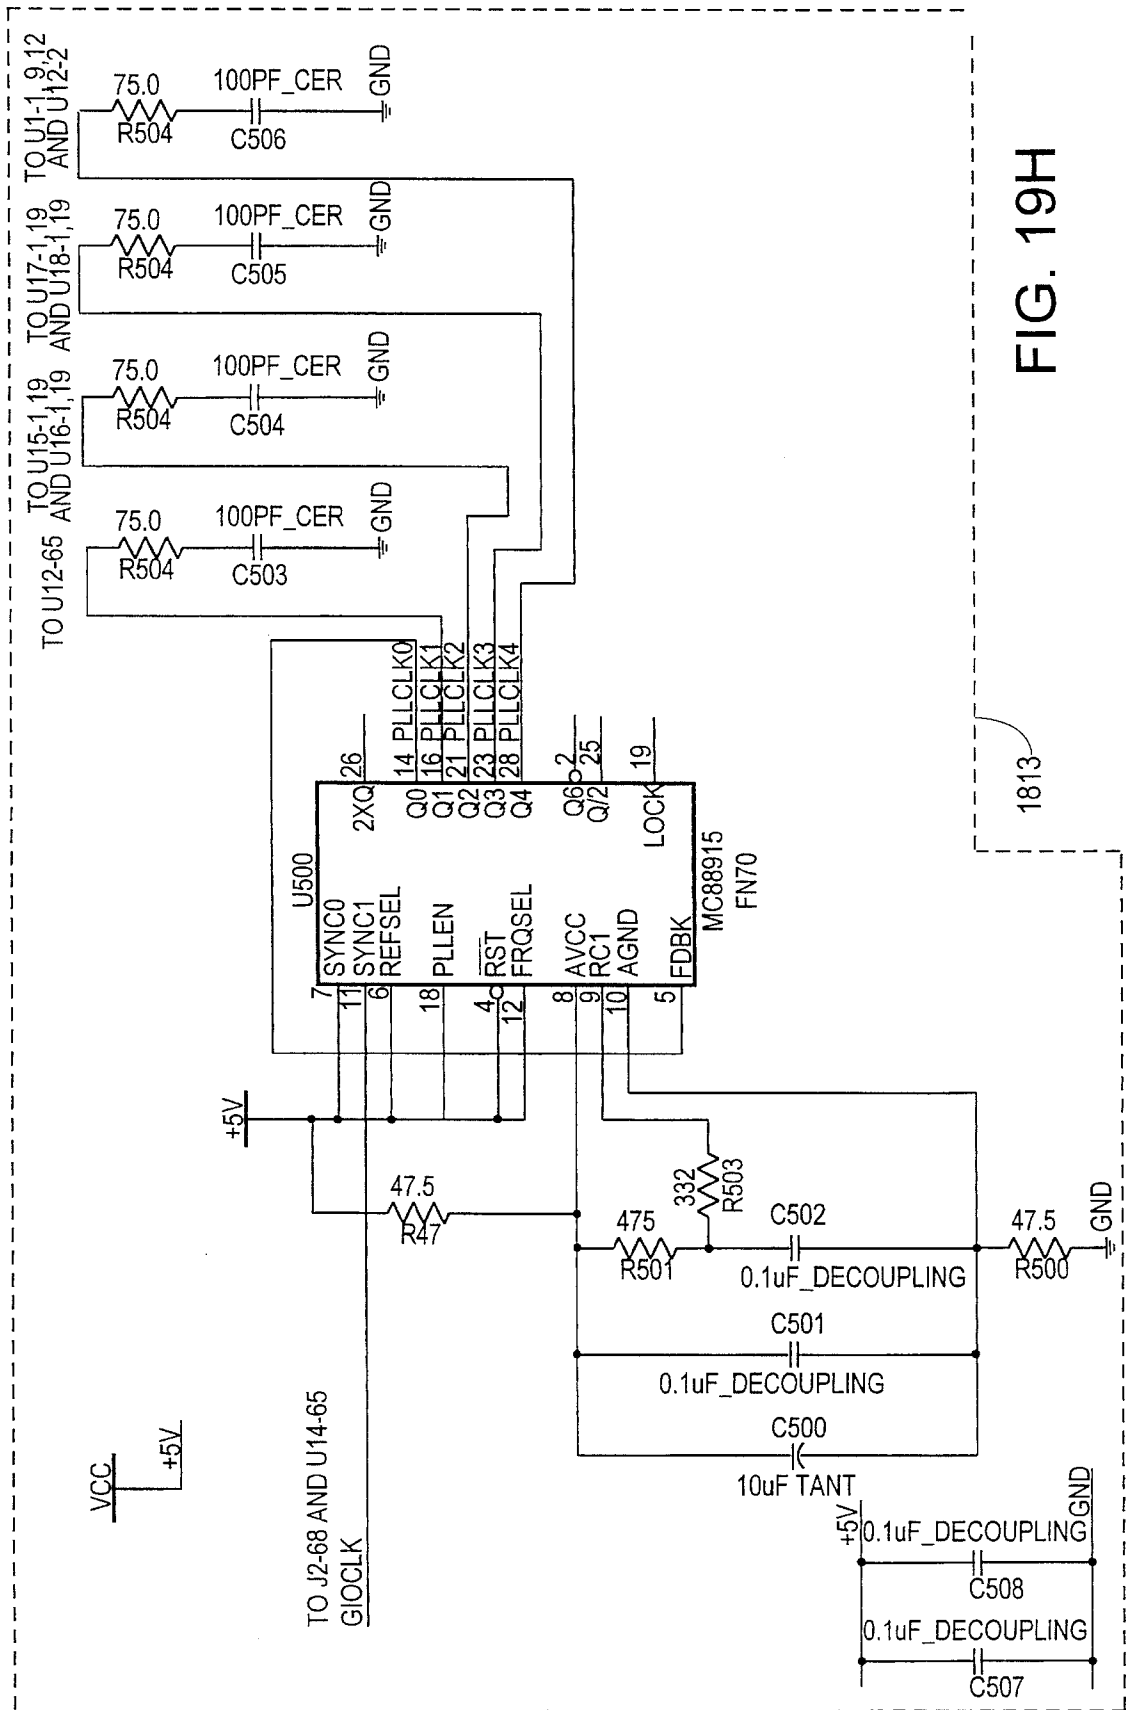 VCC
+5V
TO J2-68 AND U14-65
GIOCLK
+5V
47.5
R47
U500
7
SYNC0
11
SYNC1
6
REFSEL
18
PLLEN
4
RST
12
FRQSEL
8
AVCC
9
RC1
10
AGND
5
FDBK
2XQ
26
Q0
14
PLLCLK0
Q1
16
PLLCLK1
Q2
21
PLLCLK2
Q3
23
PLLCLK3
Q4
28
PLLCLK4
Q6
2
Q/2
25
LOCK
19
MC88915
FN70
TO U12-65
75.0
R504
100PF_CER
C503
GND
TO U15-1,19
AND U16-1,19
75.0
R504
100PF_CER
C504
GND
TO U17-1,19
AND U18-1,19
75.0
R504
100PF_CER
C505
GND
TO U1-1, 9,12
AND U12-2
75.0
R504
100PF_CER
C506
GND
475
R501
332
R503
C502
0.1uF_DECOUPLING
C501
0.1uF_DECOUPLING
C500
10uF TANT
47.5
R500
GND
+5V
0.1uF_DECOUPLING
C508
0.1uF_DECOUPLING
C507
GND
1813
FIG. 19H